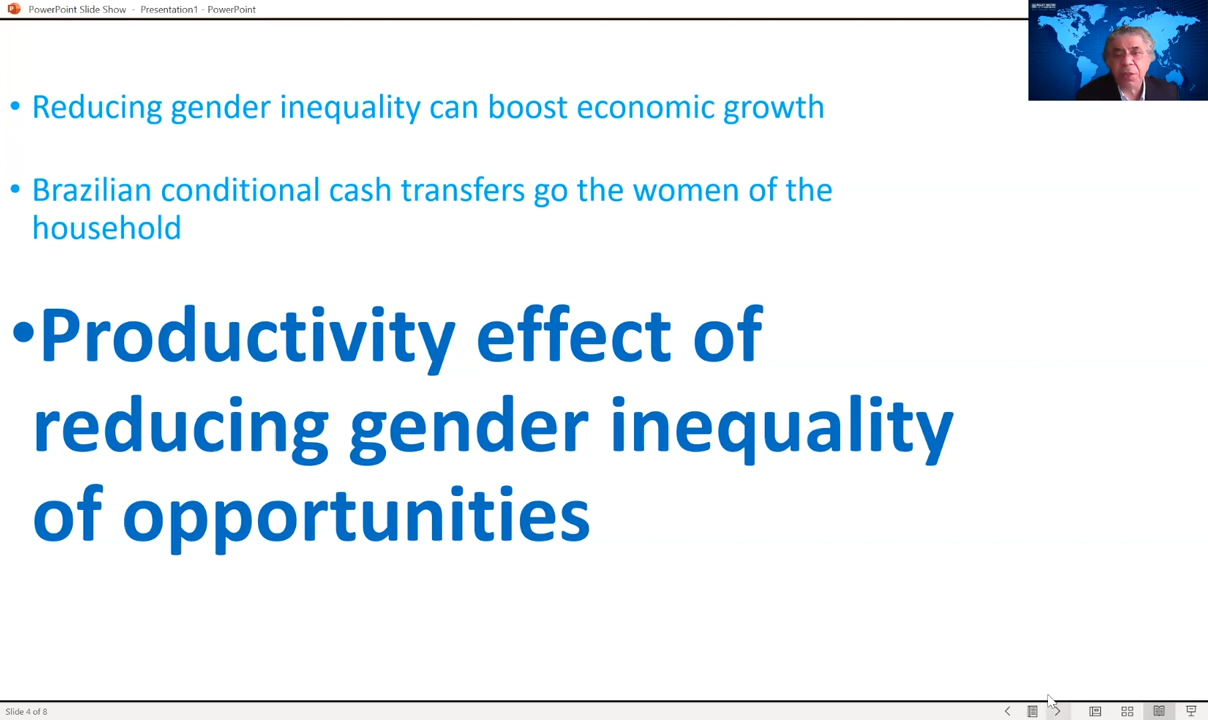 PowerPoint Slide Show - Presentation1 - PowerPoint
• Reducing gender inequality can boost economic growth
• Brazilian conditional cash transfers go the women of the
household
•Productivity effect of
reducing gender inequality
of opportunities
Slide 4 of 8